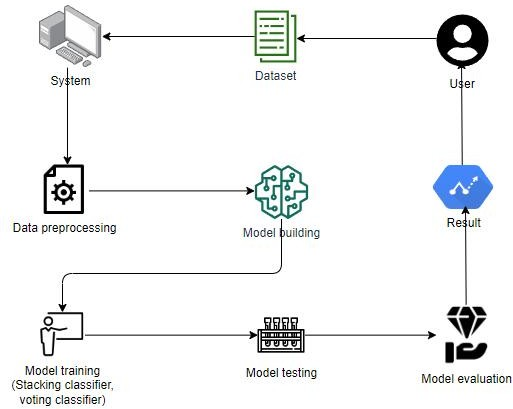 System
Dataset
User
Data preprocessing
Model building
Result
Model training
(Stacking classifier,
voting classifier)
Model testing
Model evaluation